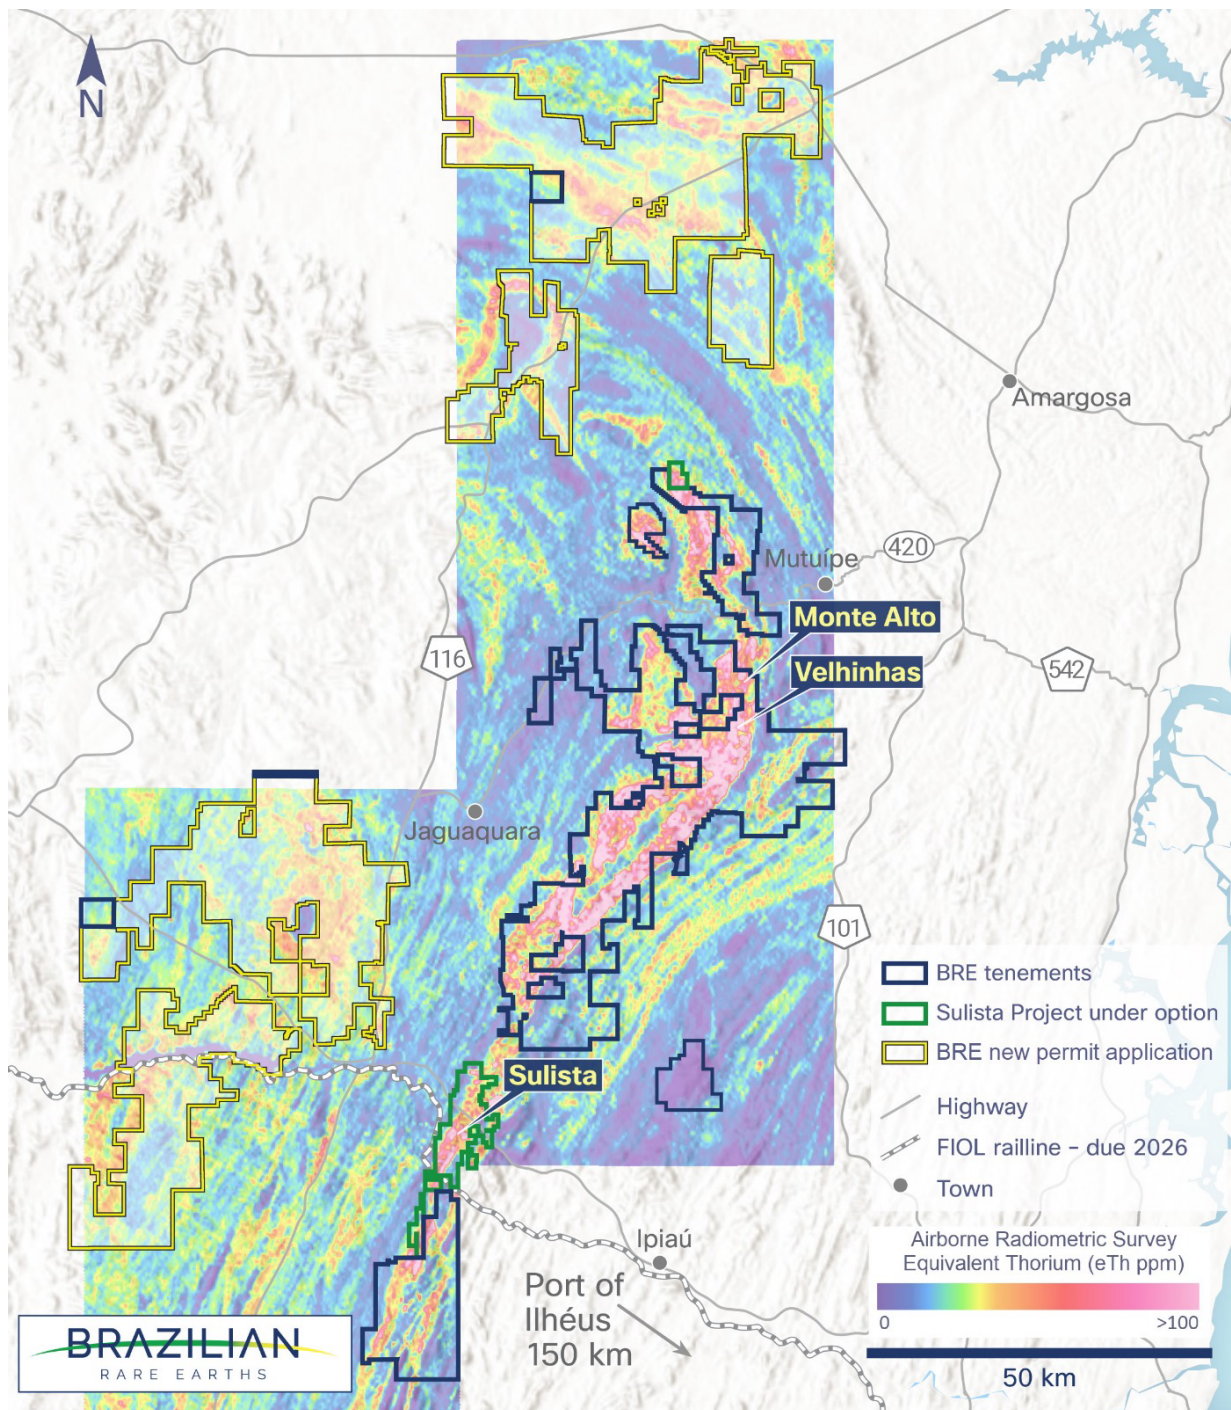 N
Amargosa
420
Mutuípe
Monte Alto
116
542
Velhinhas
Jaguaquara
101
BRE tenements
Sulista Project under option
BRE new permit application
Sulista
Highway
FIOL railline – due 2026
Town
Ipiaú
Airborne Radiometric Survey
Equivalent Thorium (eTh ppm)
0
>100
Port of
Ilhéus
150 km
BRAZILIAN
RARE EARTHS
50 km